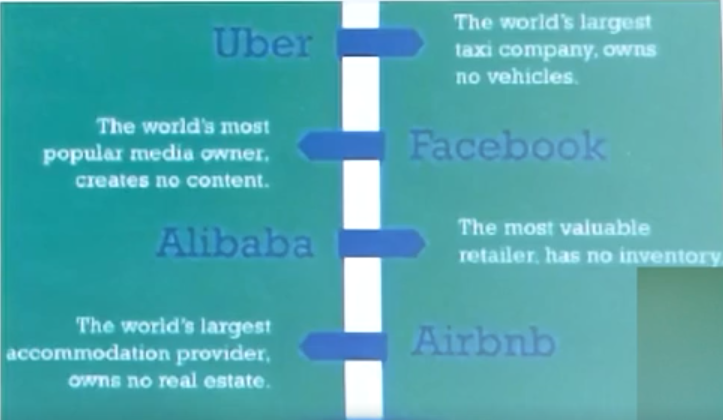 Uber
The world's largest
taxi company, owns
no vehicles.
The world's most
popular media owner,
creates no content.
Facebook
Alibaba
The most valuable
retailer, has no inventory
The world's largest
accommodation provider,
owns no real estate.
Airbnb